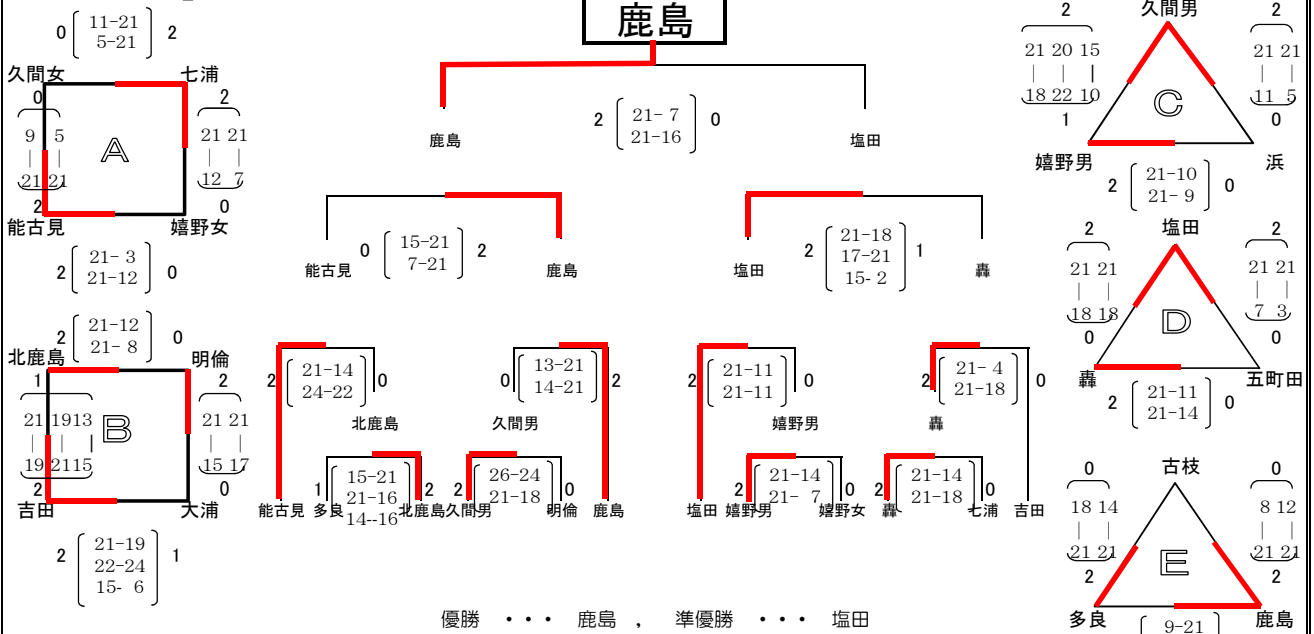 鹿島
0 11-21 2
5-21
久間女 七浦
0 2
9 5 21 21
A
21 21 12 7
2 0
能古見 嬉野女
21- 3
2 21-12 0
21-12
2 21- 8 0
北鹿島 明倫
1 2
21 19 13 21 21
B
19 21 15 15 17
2 0
吉田 大浦
21-19
2 22-24 1
15- 6
鹿島 2 21- 7 0 塩田
21-16
能古見 0 15-21 2 鹿島
7-21
塩田 2 21-18 1 轟
17-21
15- 2
2 21-14 0
24-22
北鹿島
0 13-21 2
14-21
久間男
2 21-11 0
21-11
嬉野男
2 21- 4 0
21-18
轟
1 15-21 2
21-16
14--16
2 26-24 0
21-18
2 21-14 0
21- 7
2 21-14 0
21-18
能古見 多良 北鹿島 久間男 明倫 鹿島 塩田 嬉野男 嬉野女 轟 七浦 吉田
久間男
2 2
21 20 15 21 21
C
18 22 10 11 5
1 0
嬉野男 浜
2 21-10 0
21- 9
塩田
2 2
21 21 21 21
D
18 18 7 3
0 0
轟 五町田
2 21-11 0
21-14
古枝
0 0
18 14 8 12
E
21 21 21 21
2 2
多良 鹿島
9-21
優勝 ・・・ 鹿島 , 準優勝 ・・・ 塩田